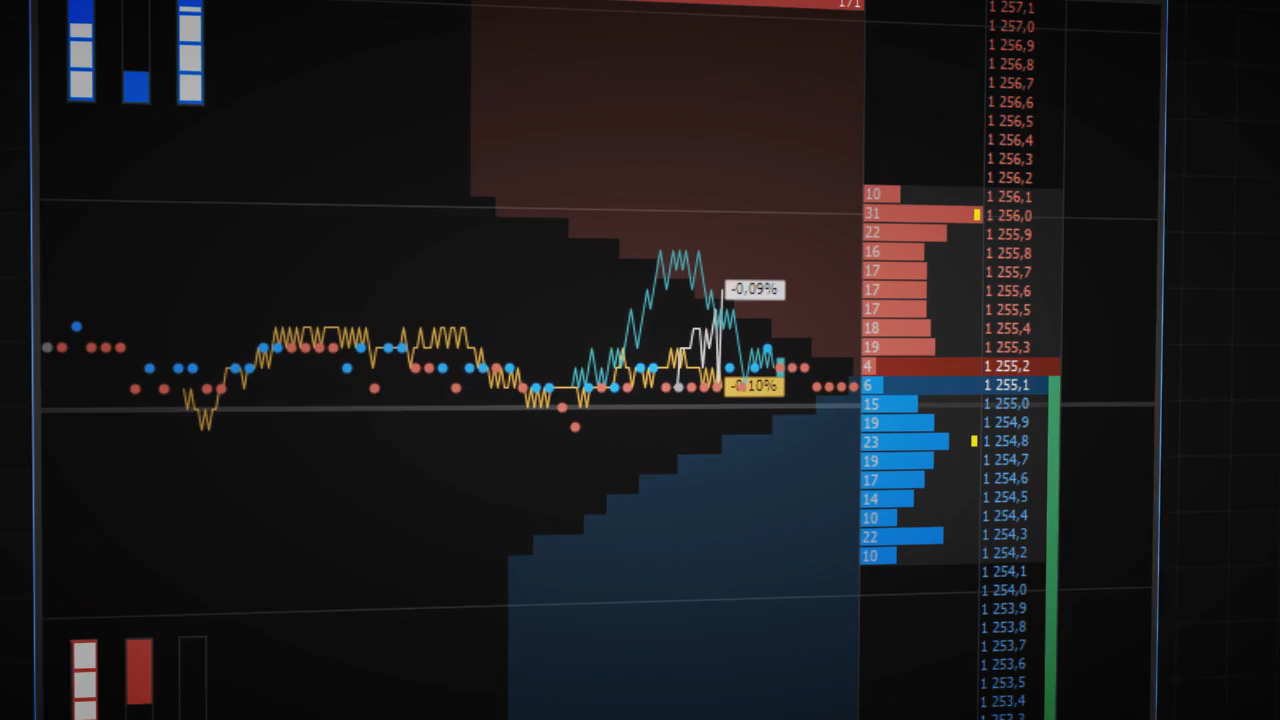 171
1 257,1
1 257,0
1 256,9
1 256,8
1 256,7
1 256,6
1 256,5
1 256,4
1 256,3
1 256,2
10 1 256,1
31 1 256,0
22 1 255,9
16 1 255,8
17 1 255,7
17 1 255,6
17 1 255,5
18 1 255,4
19 1 255,3
4 1 255,2
6 1 255,1
15 1 255,0
19 1 254,9
23 1 254,8
19 1 254,7
17 1 254,6
14 1 254,5
10 1 254,4
22 1 254,3
10 1 254,2
1 254,1
1 254,0
1 253,9
1 253,8
1 253,7
1 253,6
1 253,5
1 253,4
-0,09%
-0,10%